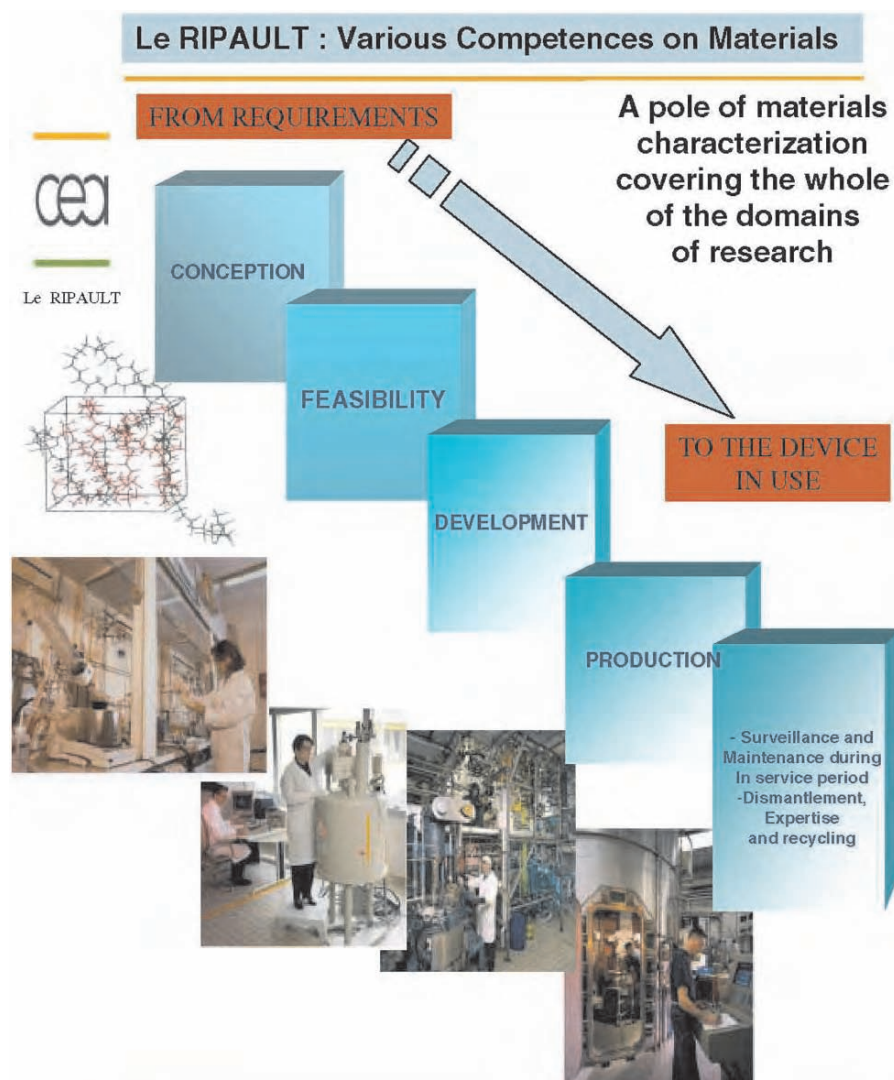 Le RIPAULT : Various Competences on Materials
FROM REQUIREMENTS
A pole of materials
characterization
covering the whole
of the domains
of research
cea
Le RIPAULT
CONCEPTION
FEASIBILITY
TO THE DEVICE
IN USE
DEVELOPMENT
PRODUCTION
- Surveillance and
Maintenance during
In service period
-Dismantlement,
Expertise
and recycling